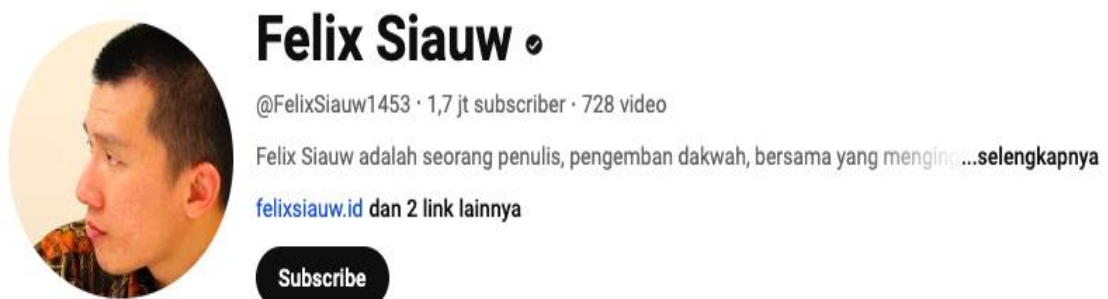 Felix Siauw
@FelixSiauw1453 · 1,7 jt subscriber · 728 video
Felix Siauw adalah seorang penulis, pengemban dakwah, bersama yang menging ...selengkapnya
felixsiauw.id dan 2 link lainnya
Subscribe